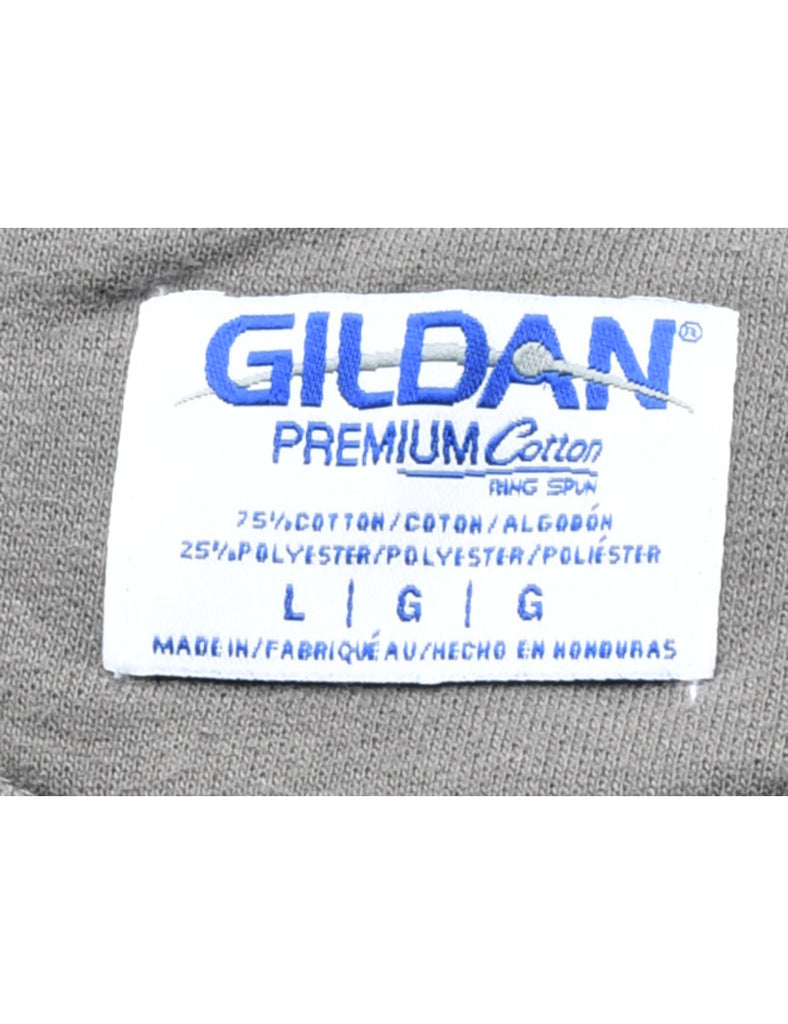 GILDAN®
PREMIUM Cotton
RING SPUN
75% COTTON/COTON/ALGODÓN
25% POLYESTER/POLYESTER/POLIÉSTER
L | G | G
MADE IN/FABRIQUÉ AU/HECHO EN HONDURAS